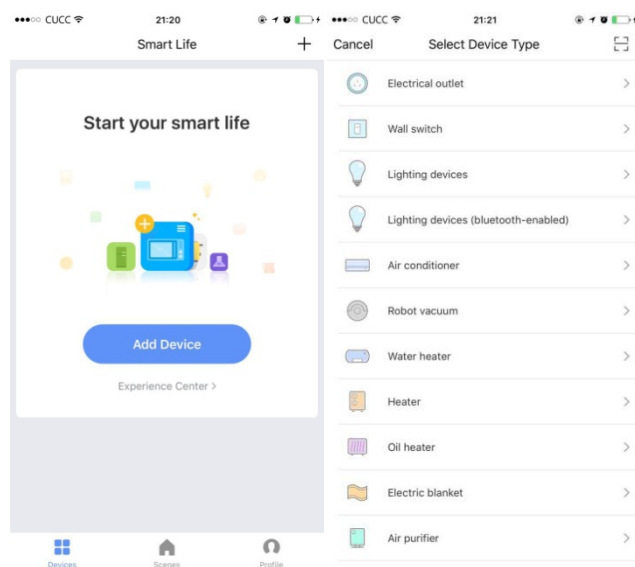 CUCC 21:20
Smart Life +
Start your smart life
Add Device
Experience Center >
Devices Scenes Profile
CUCC 21:21
Cancel Select Device Type
Electrical outlet
Wall switch
Lighting devices
Lighting devices (bluetooth-enabled)
Air conditioner
Robot vacuum
Water heater
Heater
Oil heater
Electric blanket
Air purifier